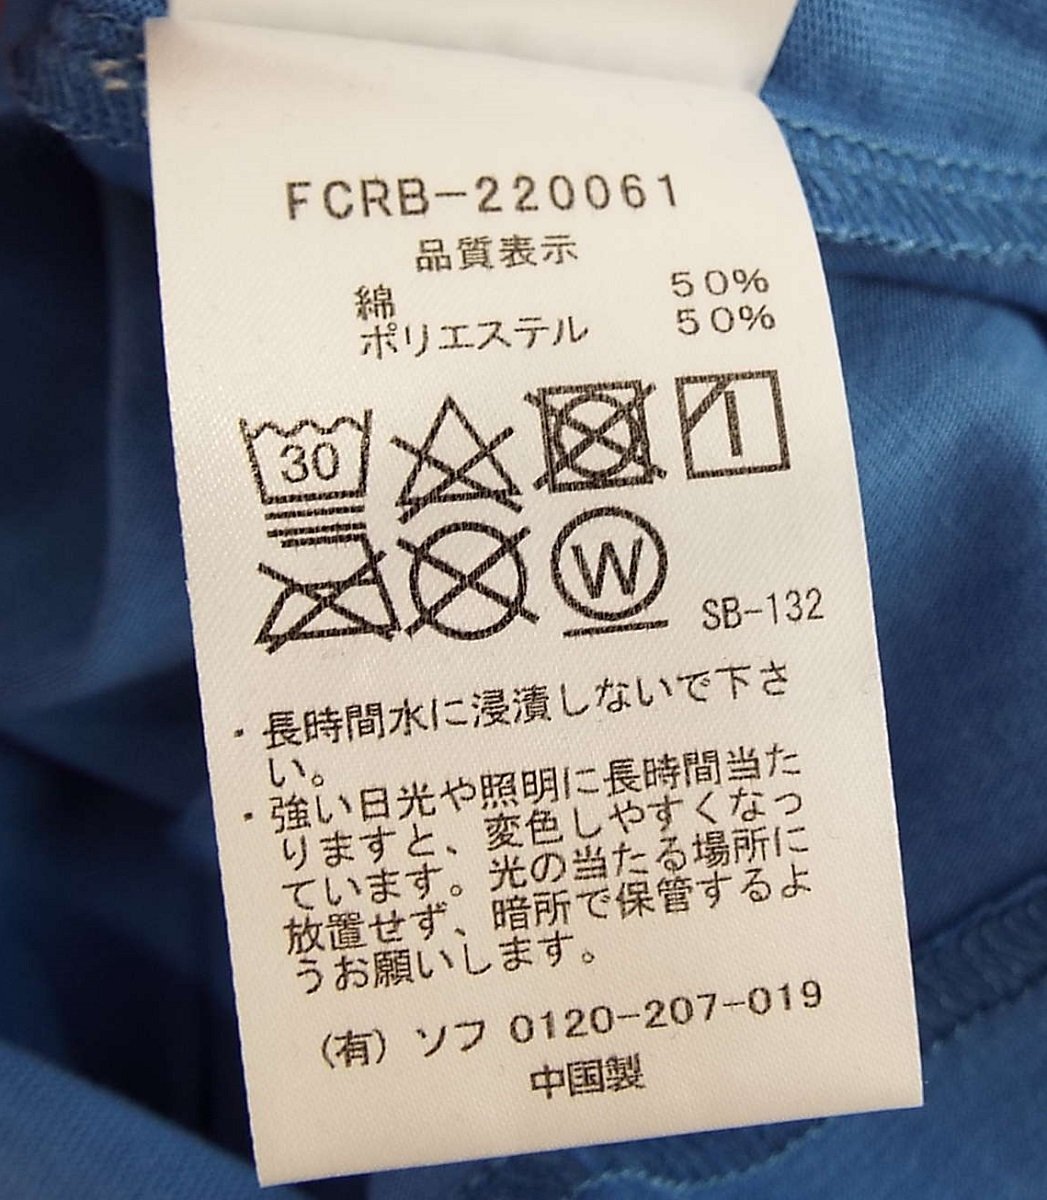 FCRB-220061
品質表示
綿 50%
ポリエステル 50%
30
W
SB-132
・長時間水に浸漬しないで下さ
い。
・強い日光や照明に長時間当た
りますと、変色しやすくなっ
ています。光の当たる場所に
放置せず、暗所で保管するよ
うお願いします。
(有) ソフ 0120-207-019
中国製